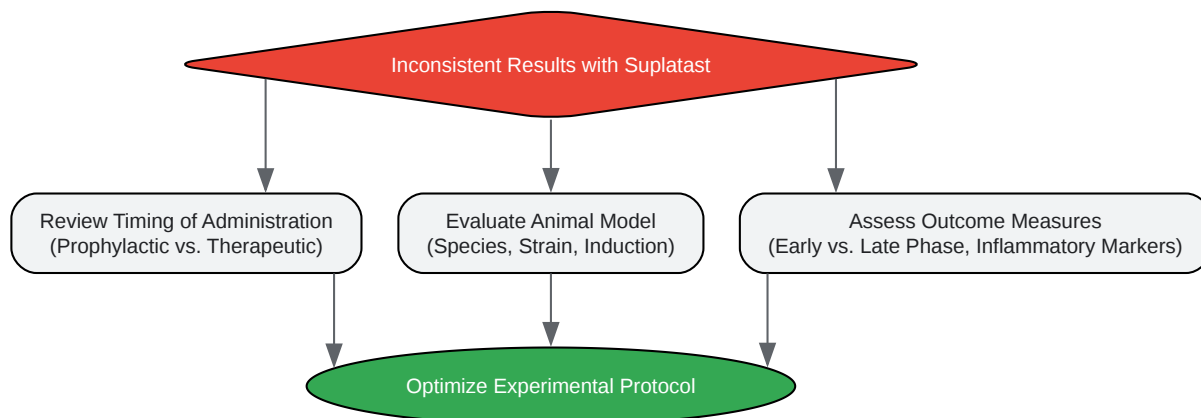 Inconsistent Results with Suplatast
Review Timing of Administration
(Prophylactic vs. Therapeutic)
Evaluate Animal Model
(Species, Strain, Induction)
Assess Outcome Measures
(Early vs. Late Phase, Inflammatory Markers)
Optimize Experimental Protocol